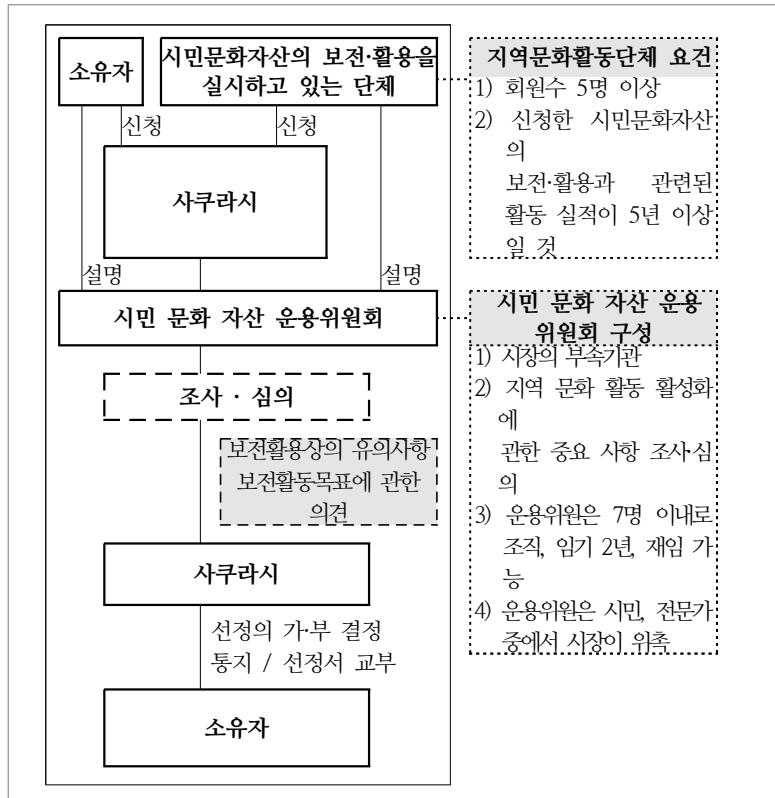 소유자
시민문화자산의 보전·활용을
실시하고 있는 단체
신청
신청
사쿠라시
설명
설명
시민 문화 자산 운용위원회
조사 · 심의
보전활용상의 유의사항
보전활동목표에 관한
의견
사쿠라시
선정의 가·부 결정
통지 / 선정서 교부
소유자
지역문화활동단체 요건
1) 회원수 5명 이상
2) 신청한 시민문화자산
의
보전·활용과 관련된
활동 실적이 5년 이상
일 것
시민 문화 자산 운용
위원회 구성
1) 시장의 부속기관
2) 지역 문화 활동 활성화
에
관한 중요 사항 조사·심
의
3) 운용위원은 7명 이내로
조직, 임기 2년, 재임 가
능
4) 운용위원은 시민, 전문가
중에서 시장이 위촉